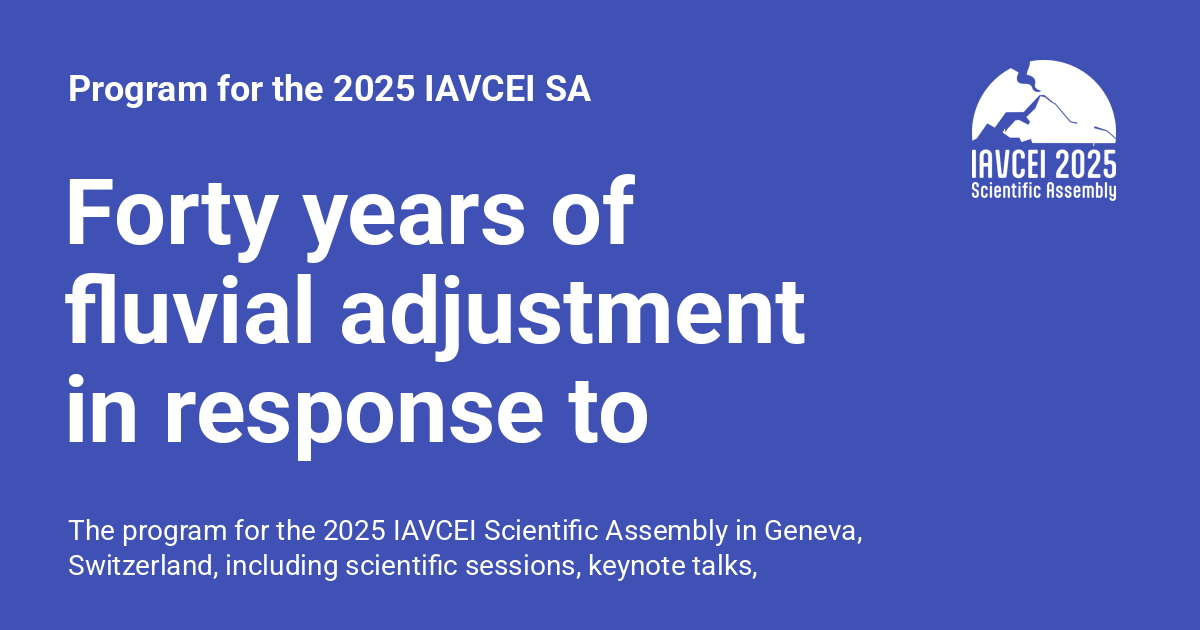 Program for the 2025 IAVCEI SA
IAVCEI 2025
Scientific Assembly
Forty years of
fluvial adjustment
in response to
The program for the 2025 IAVCEI Scientific Assembly in Geneva,
Switzerland, including scientific sessions, keynote talks,